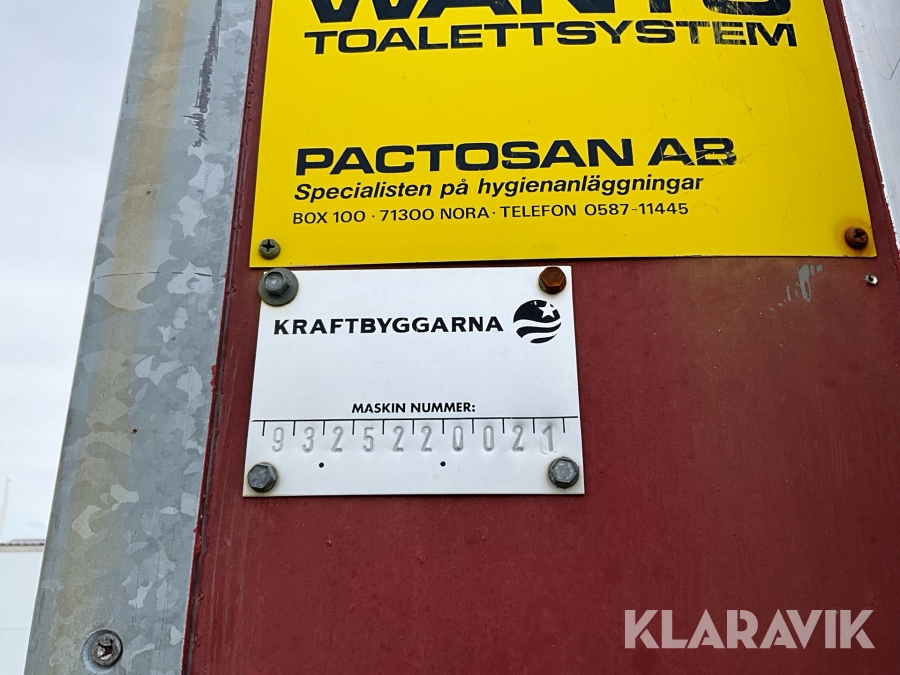 TOALETTSYSTEM
PACTOSAN AB
Specialisten på hygienanläggningar
BOX 100 · 71300 NORA · TELEFON 0587-11445
KRAFTBYGGARNA
MASKIN NUMMER:
9325220021
KLARAVIK